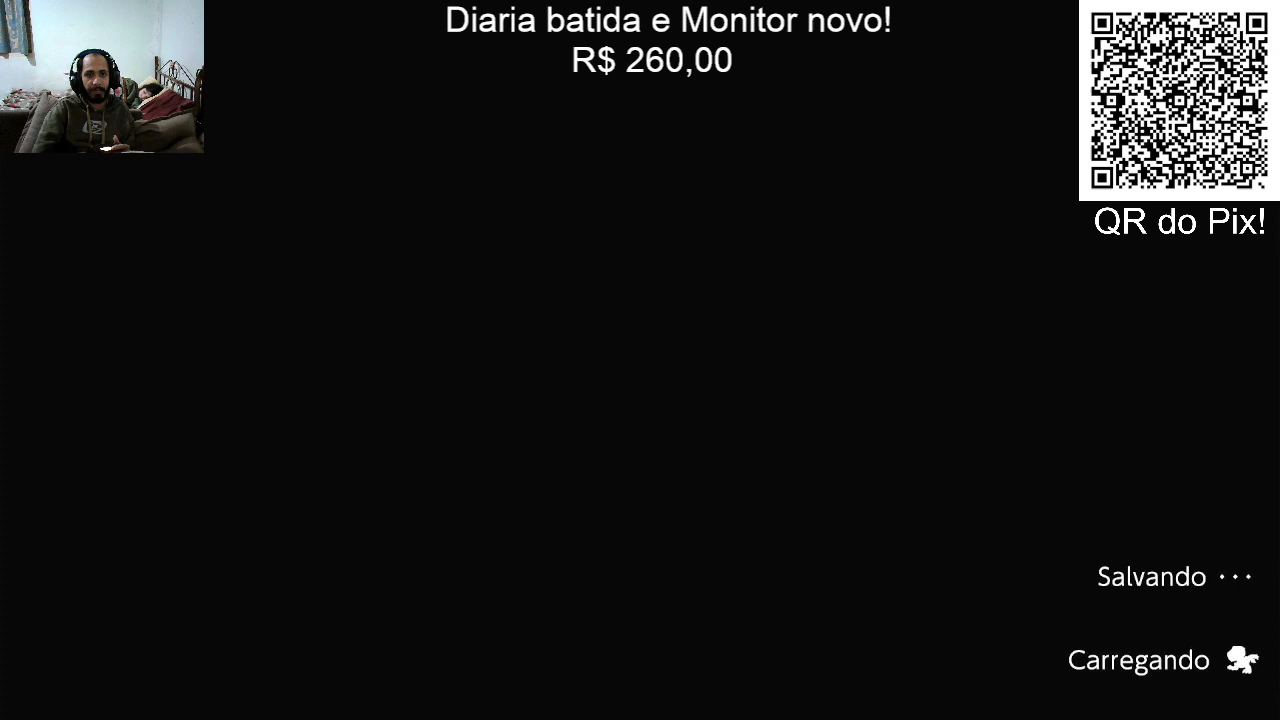 Diaria batida e Monitor novo!
R$ 260,00
QR do Pix!
Salvando ...
Carregando